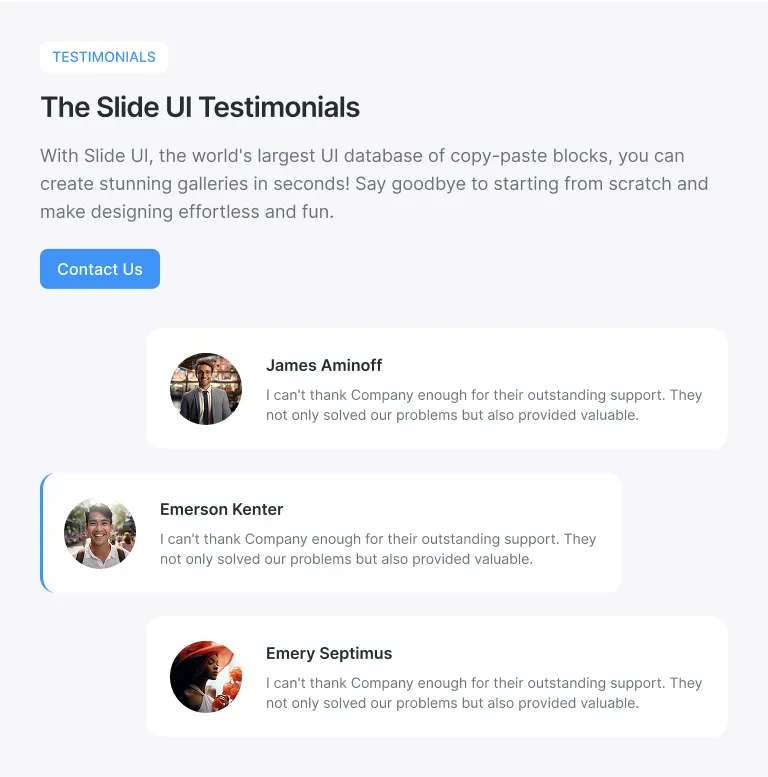 TESTIMONIALS
The Slide UI Testimonials
With Slide UI, the world's largest UI database of copy-paste blocks, you can
create stunning galleries in seconds! Say goodbye to starting from scratch and
make designing effortless and fun.
Contact Us
James Aminoff
I can't thank Company enough for their outstanding support. They
not only solved our problems but also provided valuable.
Emerson Kenter
I can't thank Company enough for their outstanding support. They
not only solved our problems but also provided valuable.
Emery Septimus
I can't thank Company enough for their outstanding support. They
not only solved our problems but also provided valuable.